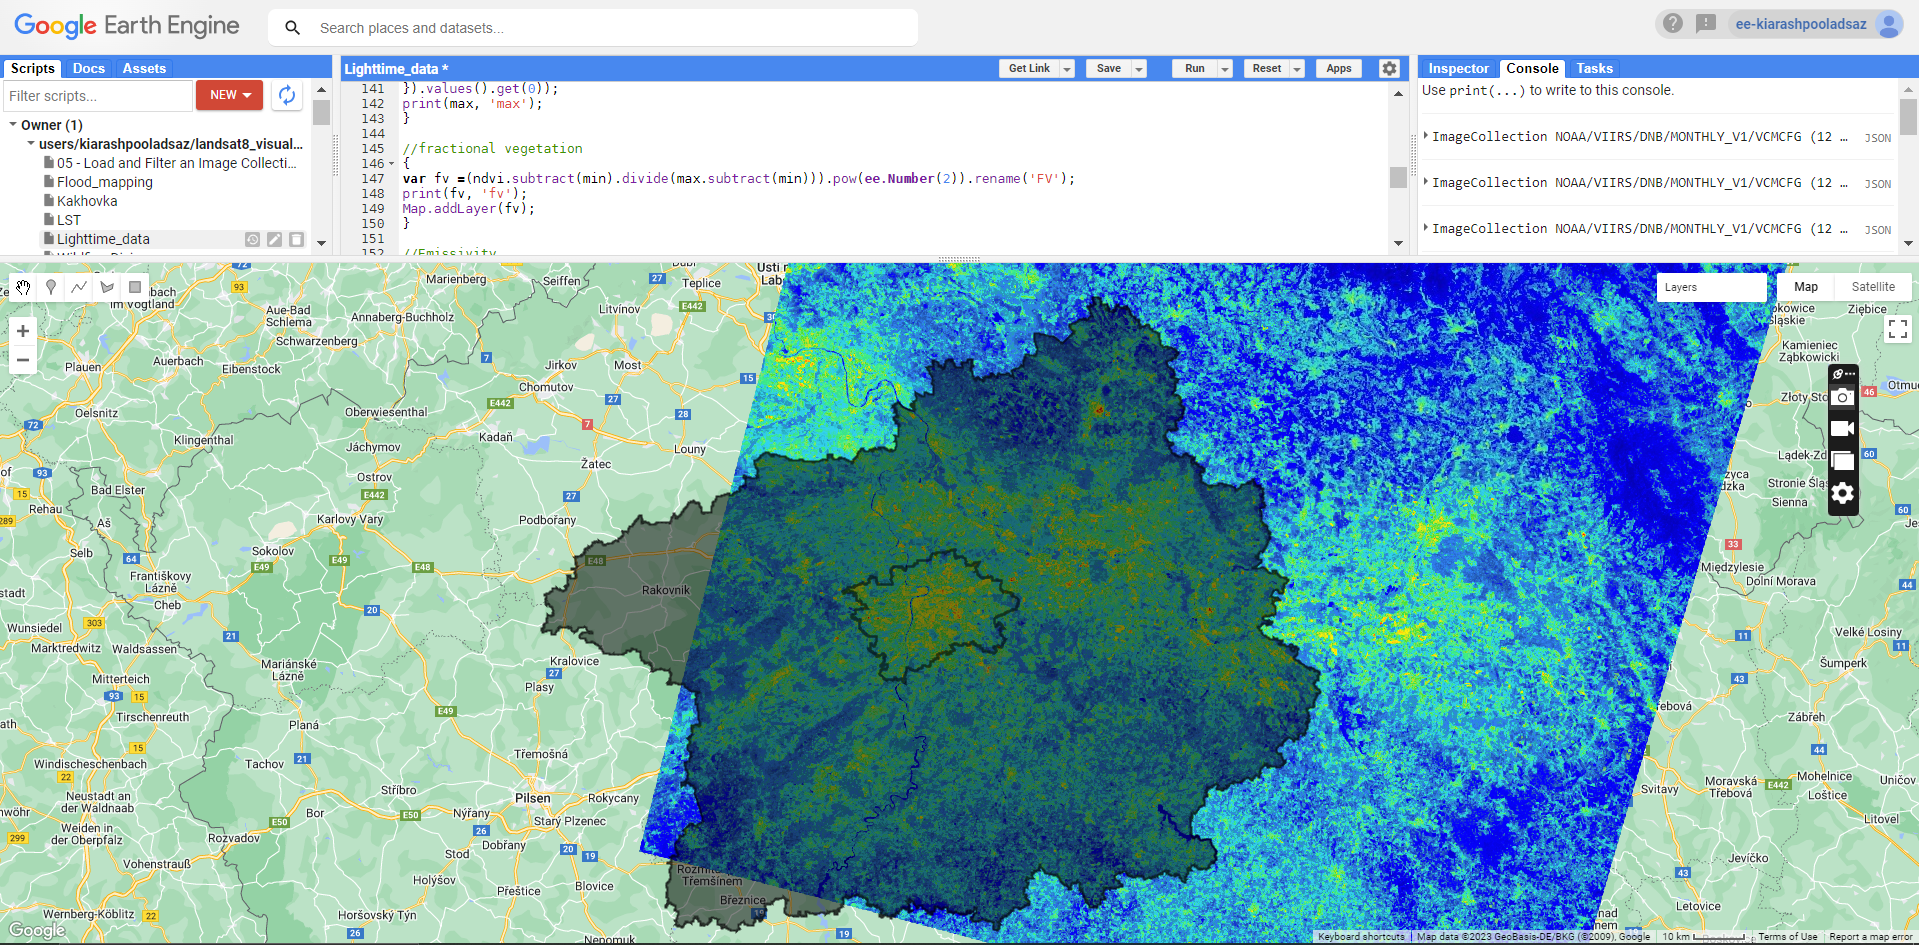 Google Earth Engine
Search places and datasets...
ee-kiarashpooladsaz
Scripts Docs Assets
Filter scripts...
NEW
Owner (1)
users/kiarashpooladsaz/landsat8_visual...
05 - Load and Filter an Image Collecti...
Flood_mapping
Kakhovka
LST
Lighttime_data
Lighttime_data *
Get Link Save Run Reset Apps
141 }).values().get(0));
142 print(max, 'max');
143 }
144
145 //fractional vegetation
146 {
147 var fv =(ndvi.subtract(min).divide(max.subtract(min))).pow(ee.Number(2)).rename('FV');
148 print(fv, 'fv');
149 Map.addLayer(fv);
150 }
151
152 //Emissivity
Inspector Console Tasks
Use print(...) to write to this console.
ImageCollection NOAA/VIIRS/DNB/MONTHLY_V1/VCMCFG (12 ... JSON
ImageCollection NOAA/VIIRS/DNB/MONTHLY_V1/VCMCFG (12 ... JSON
ImageCollection NOAA/VIIRS/DNB/MONTHLY_V1/VCMCFG (12 ... JSON
Layers
Map Satellite
Marienberg
Seiffen
Teplice
Litvínov
Aue-Bad
Schlema
Annaberg-Buchholz
Schwarzenberg
Auerbach
Eibenstock
Plauen
Jirkov
Most
Chomutov
Oelsnitz
Oberwiesenthal
Klingenthal
Jáchymov
Kadaň
Louny
Žatec
Ostrov
Bad Elster
Rehau
Aš
Karlovy Vary
Podbořany
Selb
Sokolov
Františkovy
Lázně
Cheb
Rakovník
Wunsiedel
Marktredwitz
Waldsassen
Mariánské
Lázně
Kralovice
Plasy
Mitterteich
Tirschenreuth
Planá
Třemošná
Windischeschenbach
Tachov
Stříbro
Pilsen
Rokycany
Neustadt an
der Waldnaab
Bor
Nýřany
Starý Plzenec
Weiden in
der Oberpfalz
Rozvadov
Dobřany
Stod
Vohenstrauß
Holýšov
Přeštice
Blovice
Třemšínem
Březnice
Wernberg-Köblitz
Horšovský Týn
Nepomuk
Ziębice
Kamieniec
Ząbkowicki
Złoty Sto
Otmu
Lądek-Zd
Stronie Śląs
Sienna
Międzylesie
Dolní Morava
Velké Losiny
Šumperk
Zábřeh
Moravská
Třebová
Mohelnice
Uničov
Loštice
Svitavy
Litovel
Jevíčko
Letovice
Google
Keyboard shortcuts Map data ©2023 GeoBasis-DE/BKG (©2009), Google 10 km Terms of Use Report a map error